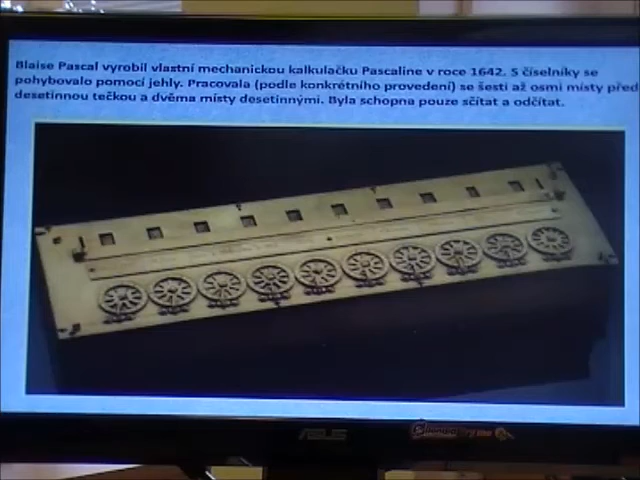 Blaise Pascal vyrobil vlastní mechanickou kalkulačku Pascaline v roce 1642. S číselníky se
pohybovalo pomocí jehly. Pracovala (podle konkrétního provedení) se šesti až osmi místy před
desetinnou tečkou a dvěma místy desetinnými. Byla schopna pouze sčítat a odčítat.
ASUS